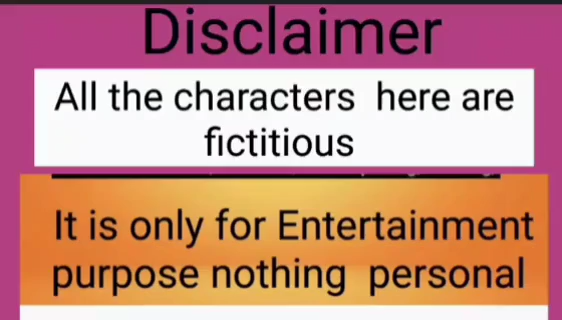 Disclaimer
All the characters here are
fictitious
It is only for Entertainment
purpose nothing personal